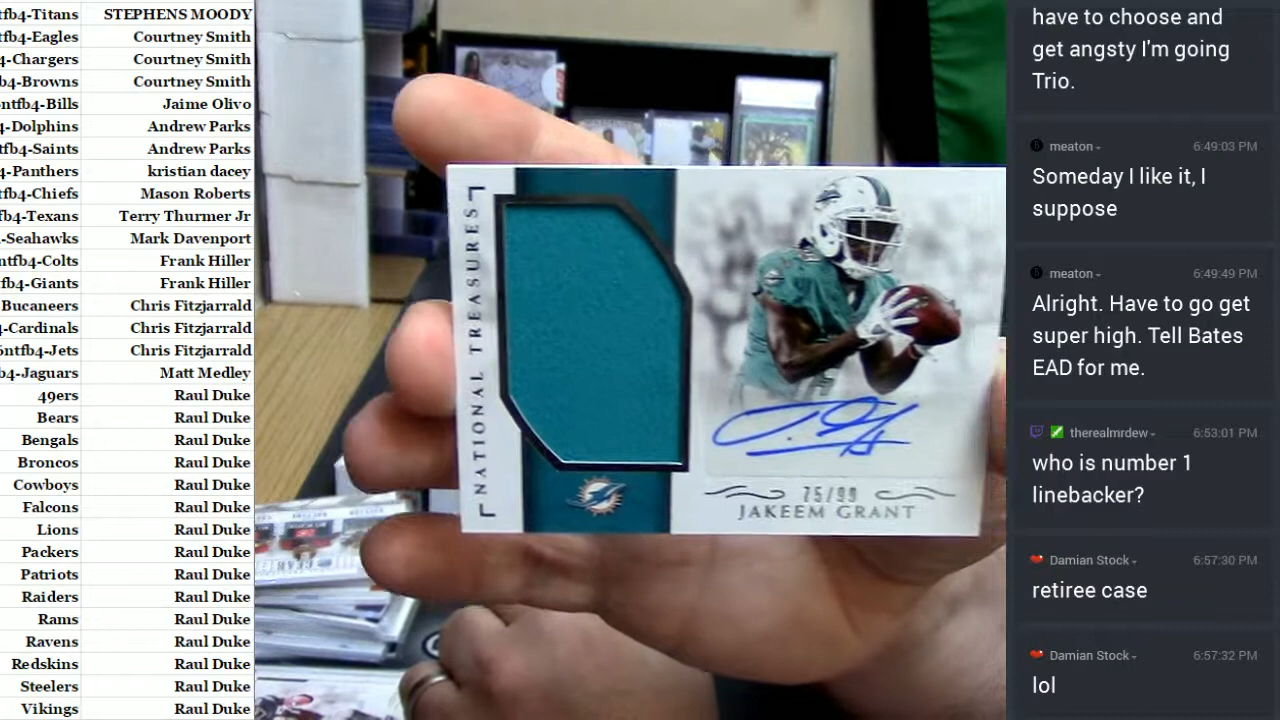 tfb4-Titans STEPHENS MOODY
tfb4-Eagles Courtney Smith
4-Chargers Courtney Smith
b4-Browns Courtney Smith
ntfb4-Bills Jaime Olivo
4-Dolphins Andrew Parks
tfb4-Saints Andrew Parks
4-Panthers kristian dacey
tfb4-Chiefs Mason Roberts
fb4-Texans Terry Thurmer Jr
-Seahawks Mark Davenport
ntfb4-Colts Frank Hiller
fb4-Giants Frank Hiller
Bucaneers Chris Fitzjarrald
4-Cardinals Chris Fitzjarrald
6ntfb4-Jets Chris Fitzjarrald
b4-Jaguars Matt Medley
49ers Raul Duke
Bears Raul Duke
Bengals Raul Duke
Broncos Raul Duke
Cowboys Raul Duke
Falcons Raul Duke
Lions Raul Duke
Packers Raul Duke
Patriots Raul Duke
Raiders Raul Duke
Rams Raul Duke
Ravens Raul Duke
Redskins Raul Duke
Steelers Raul Duke
Vikings Raul Duke
NATIONAL TREASURES
75/99
JAKEEM GRANT
have to choose and
get angsty I'm going
Trio.
meaton 6:49:03 PM
Someday I like it, I
suppose
meaton 6:49:49 PM
Alright. Have to go get
super high. Tell Bates
EAD for me.
therealmrdew 6:53:01 PM
who is number 1
linebacker?
Damian Stock 6:57:30 PM
retiree case
Damian Stock 6:57:32 PM
lol